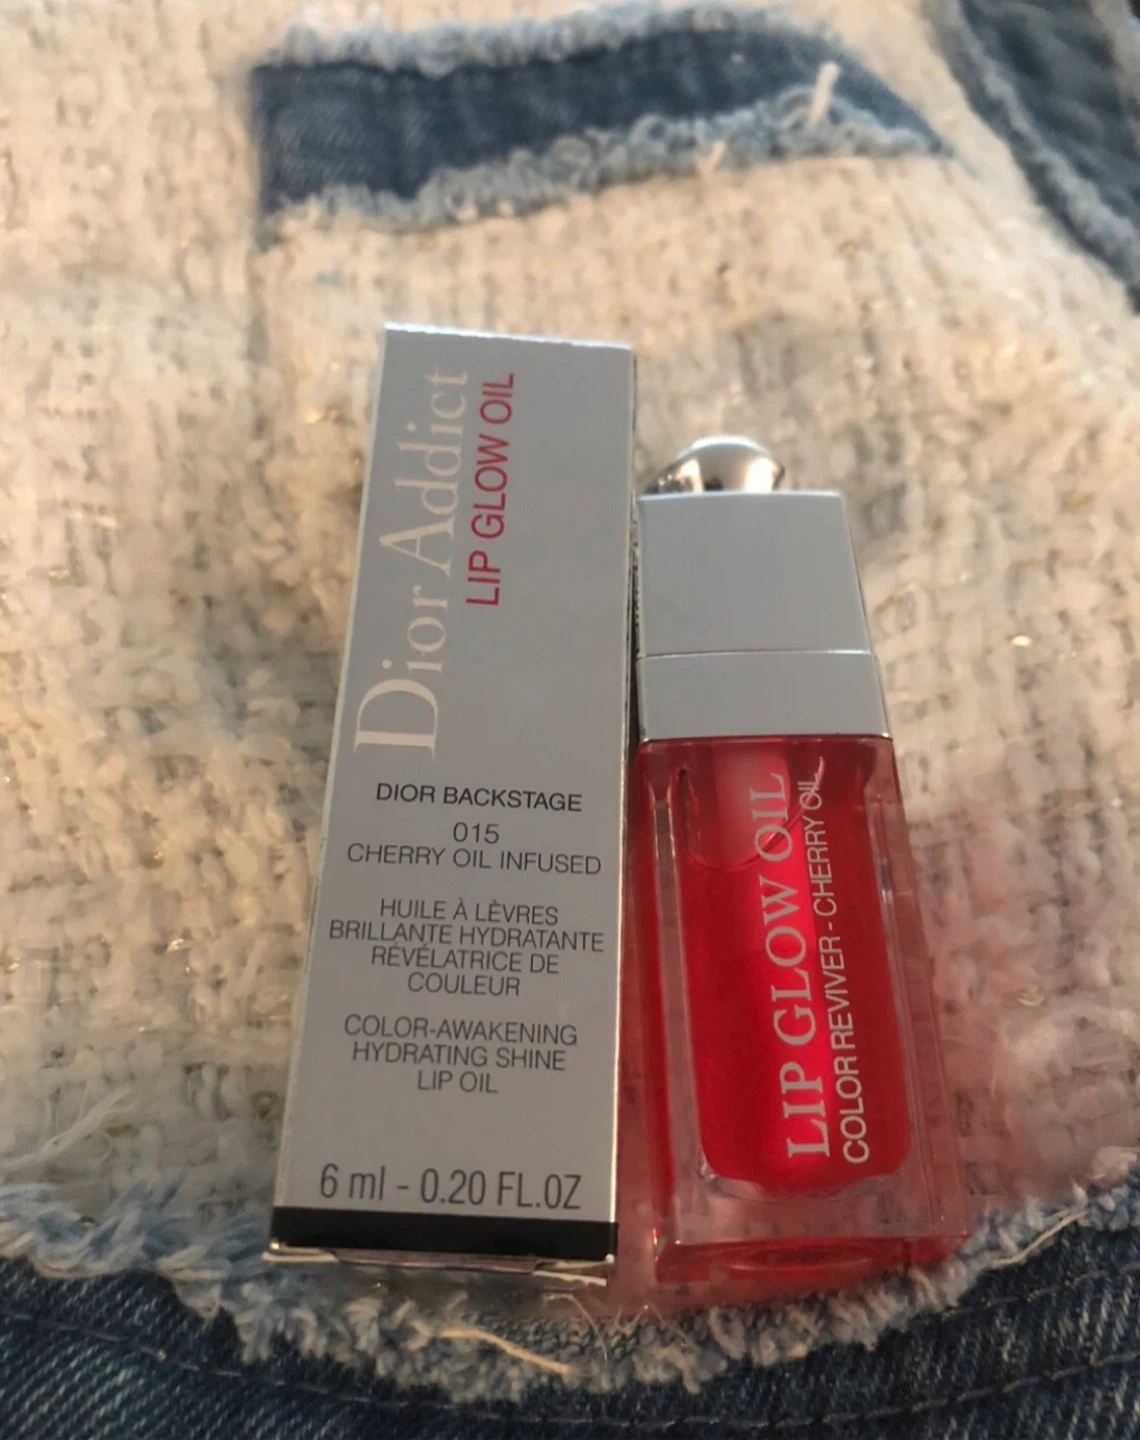 Dior Addict
LIP GLOW OIL
DIOR BACKSTAGE
015
CHERRY OIL INFUSED
HUILE À LÈVRES
BRILLANTE HYDRATANTE
RÉVÉLATRICE DE
COULEUR
COLOR-AWAKENING
HYDRATING SHINE
LIP OIL
6 ml - 0.20 FL.OZ
LIP GLOW OIL
COLOR REVIVER - CHERRY OIL